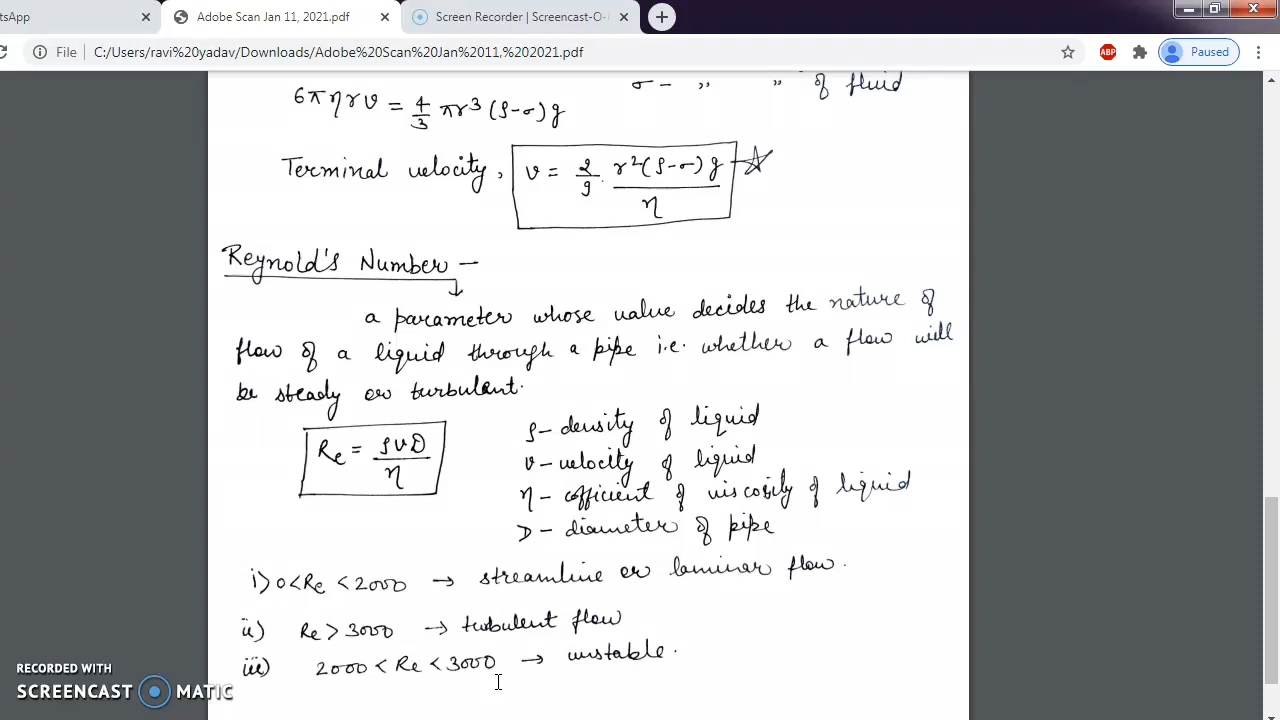 tsApp
Adobe Scan Jan 11, 2021.pdf
Screen Recorder | Screencast-O-
File
C:/Users/ravi%20yadav/Downloads/Adobe%20Scan%20Jan%2011,%202021.pdf
ABP
Paused
σ – " " of fluid
6πηrv = 4/3 πr³ (ρ-σ)g
Terminal velocity, v = 2/9 . r²(ρ-σ)g / η
Reynold's Number —
a parameter whose value decides the nature of
flow of a liquid through a pipe i.e. whether a flow will
be steady or turbulent.
Re = ρvD / η
ρ – density of liquid
v – velocity of liquid
η – cofficient of viscosity of liquid
D – diameter of pipe
i) 0 < Re < 2000 → streamline or laminar flow.
ii) Re > 3000 → turbulent flow
iii) 2000 < Re < 3000 → unstable.
RECORDED WITH
SCREENCAST MATIC